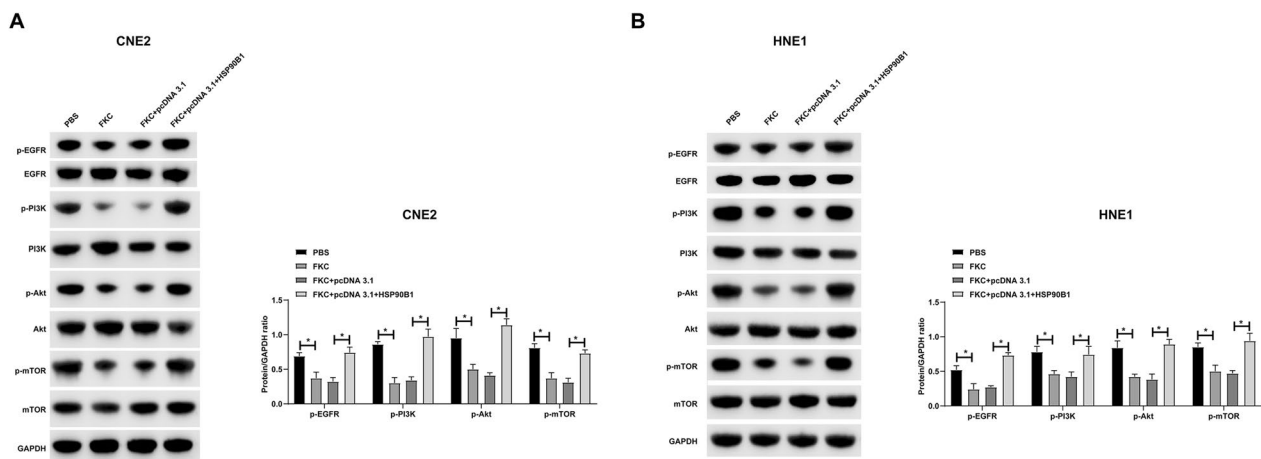 A
CNE2
PBS
FKC
FKC+pcDNA 3.1
FKC+pcDNA 3.1+HSP90B1
p-EGFR
EGFR
p-PI3K
PI3K
p-Akt
Akt
p-mTOR
mTOR
GAPDH
CNE2
PBS
FKC
FKC+pcDNA 3.1
FKC+pcDNA 3.1+HSP90B1
Protein/GAPDH ratio
1.5
1.0
0.5
0.0
* * * * * * * *
p-EGFR p-PI3K p-Akt p-mTOR
B
HNE1
PBS
FKC
FKC+pcDNA 3.1
FKC+pcDNA 3.1+HSP90B1
p-EGFR
EGFR
p-PI3K
PI3K
p-Akt
Akt
p-mTOR
mTOR
GAPDH
HNE1
PBS
FKC
FKC+pcDNA 3.1
FKC+pcDNA 3.1+HSP90B1
Protein/GAPDH ratio
1.5
1.0
0.5
0.0
* * * * * * * *
p-EGFR p-PI3K p-Akt p-mTOR